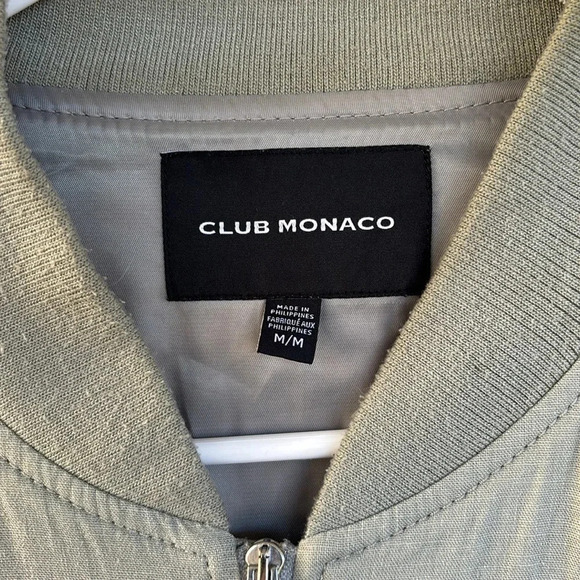 CLUB MONACO
MADE IN
PHILIPPINES
FABRIQUÉ AUX
PHILIPPINES
M/M